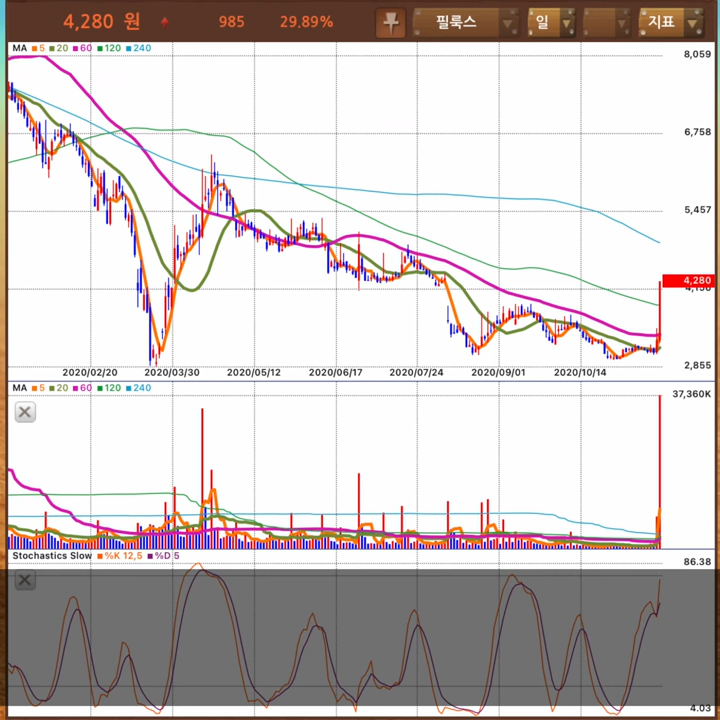 4,280 원 985 29.89% 필룩스 일 지표
MA 5 20 60 120 240
8,059
6,758
5,457
4,280
4,156
2,855
2020/02/20 2020/03/30 2020/05/12 2020/06/17 2020/07/24 2020/09/01 2020/10/14
MA 5 20 60 120 240
37,360K
Stochastics Slow %K 12,5 %D 5
86.38
4.03